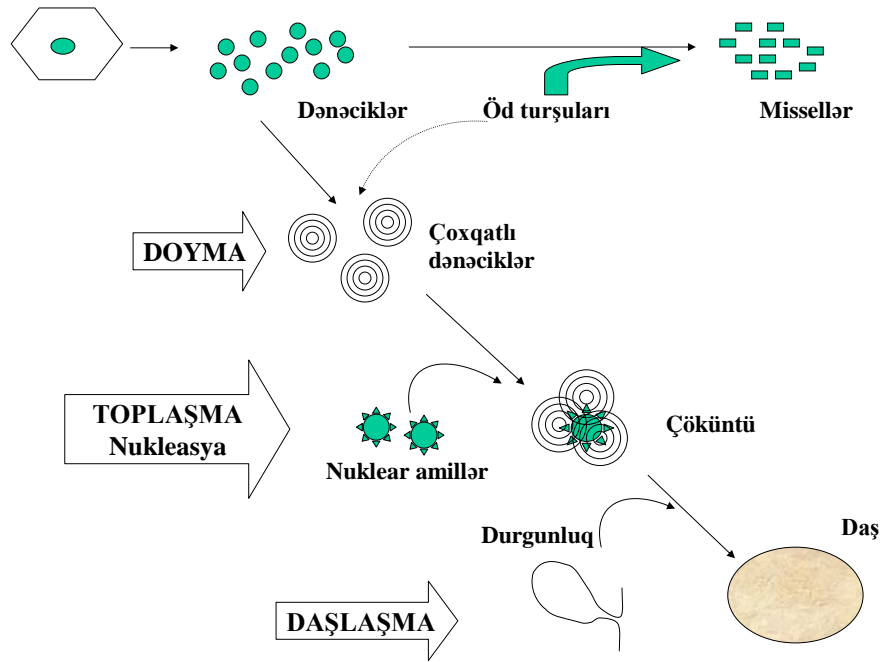 Dənəciklər
Öd turşuları
Missellər
DOYMA
Çoxqatlı
dənəciklər
TOPLAŞMA
Nukleasya
Nuklear amillər
Çöküntü
Durgunluq
Daş
DAŞLAŞMA